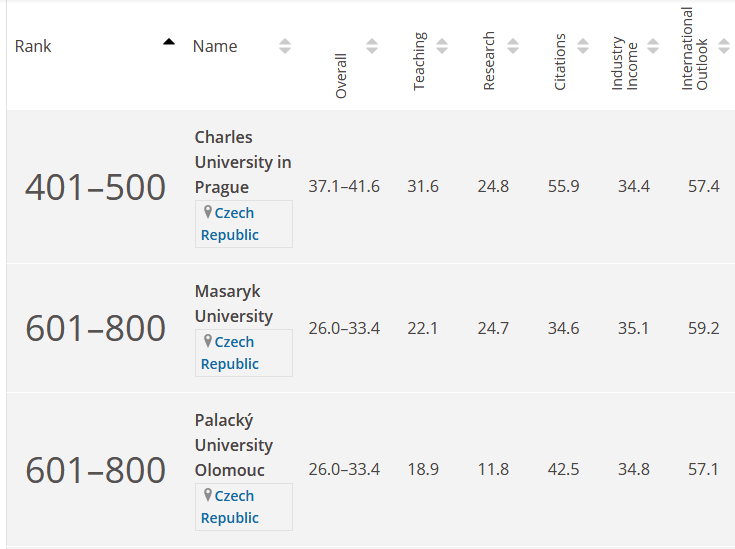 Rank Name Overall Teaching Research Citations Industry Income International Outlook
401–500 Charles University in Prague 37.1–41.6 31.6 24.8 55.9 34.4 57.4
Czech Republic
601–800 Masaryk University 26.0–33.4 22.1 24.7 34.6 35.1 59.2
Czech Republic
601–800 Palacký University Olomouc 26.0–33.4 18.9 11.8 42.5 34.8 57.1
Czech Republic